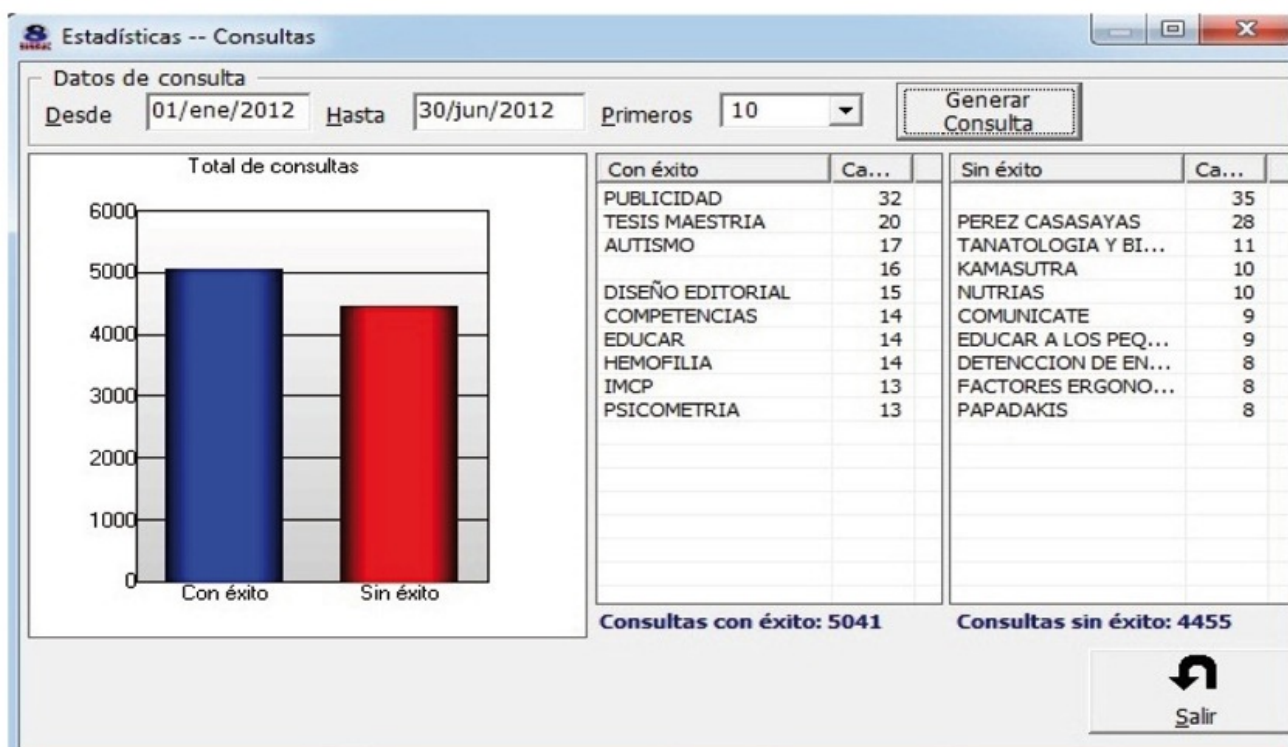 Estadísticas -- Consultas
Datos de consulta
Desde 01/ene/2012 Hasta 30/jun/2012 Primeros 10 Generar Consulta
Total de consultas
6000
5000
4000
3000
2000
1000
0
Con éxito Sin éxito
Con éxito Ca...
PUBLICIDAD 32
TESIS MAESTRIA 20
AUTISMO 17
16
DISEÑO EDITORIAL 15
COMPETENCIAS 14
EDUCAR 14
HEMOFILIA 14
IMCP 13
PSICOMETRIA 13
Consultas con éxito: 5041
Sin éxito Ca...
35
PEREZ CASASAYAS 28
TANATOLOGIA Y BI... 11
KAMASUTRA 10
NUTRIAS 10
COMUNICATE 9
EDUCAR A LOS PEQ... 9
DETENCCION DE EN... 8
FACTORES ERGONO... 8
PAPADAKIS 8
Consultas sin éxito: 4455
Salir